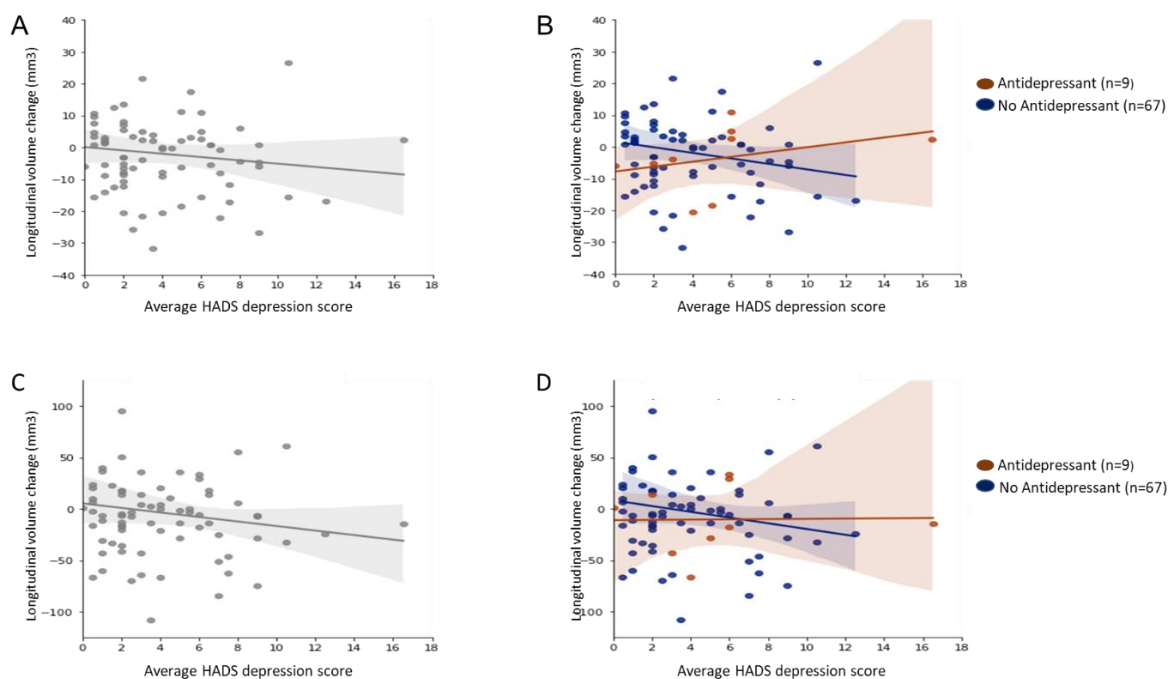 A
Longitudinal volume change (mm3)
40
30
20
10
0
−10
−20
−30
−40
0 2 4 6 8 10 12 14 16 18
Average HADS depression score
B
Longitudinal volume change (mm3)
40
30
20
10
0
−10
−20
−30
−40
0 2 4 6 8 10 12 14 16 18
Average HADS depression score
Antidepressant (n=9)
No Antidepressant (n=67)
C
Longitudinal volume change (mm3)
100
50
0
−50
−100
0 2 4 6 8 10 12 14 16 18
Average HADS depression score
D
Longitudinal volume change (mm3)
100
50
0
−50
−100
0 2 4 6 8 10 12 14 16 18
Average HADS depression score
Antidepressant (n=9)
No Antidepressant (n=67)